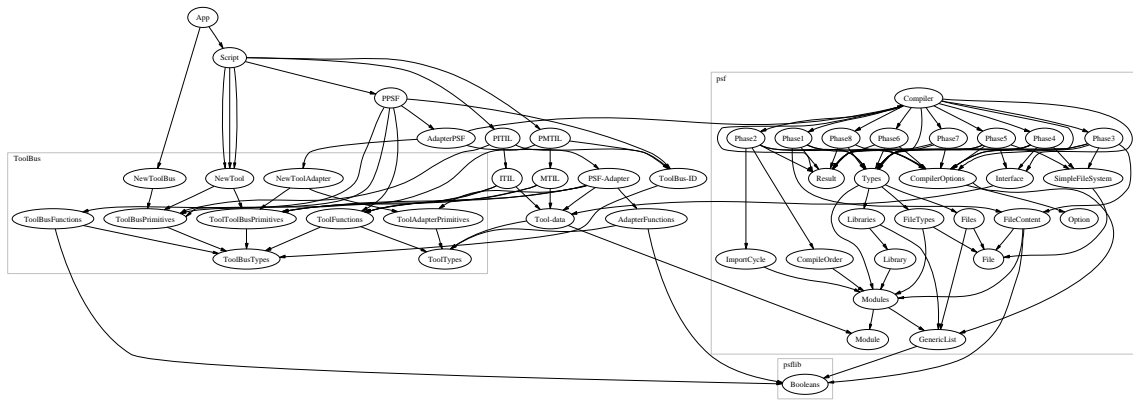 App
Script
psf
PPSF
Compiler
AdapterPSF
PITIL
PMTIL
Phase2
Phase1
Phase8
Phase6
Phase7
Phase5
Phase4
Phase3
ToolBus
NewToolBus
NewTool
NewToolAdapter
ITIL
MTIL
PSF-Adapter
ToolBus-ID
Result
Types
CompilerOptions
Interface
SimpleFileSystem
ToolBusFunctions
ToolBusPrimitives
ToolToolBusPrimitives
ToolFunctions
ToolAdapterPrimitives
Tool-data
AdapterFunctions
Libraries
FileTypes
Files
FileContent
Option
ToolBusTypes
ToolTypes
ImportCycle
CompileOrder
Library
File
Modules
Module
GenericList
psflib
Booleans